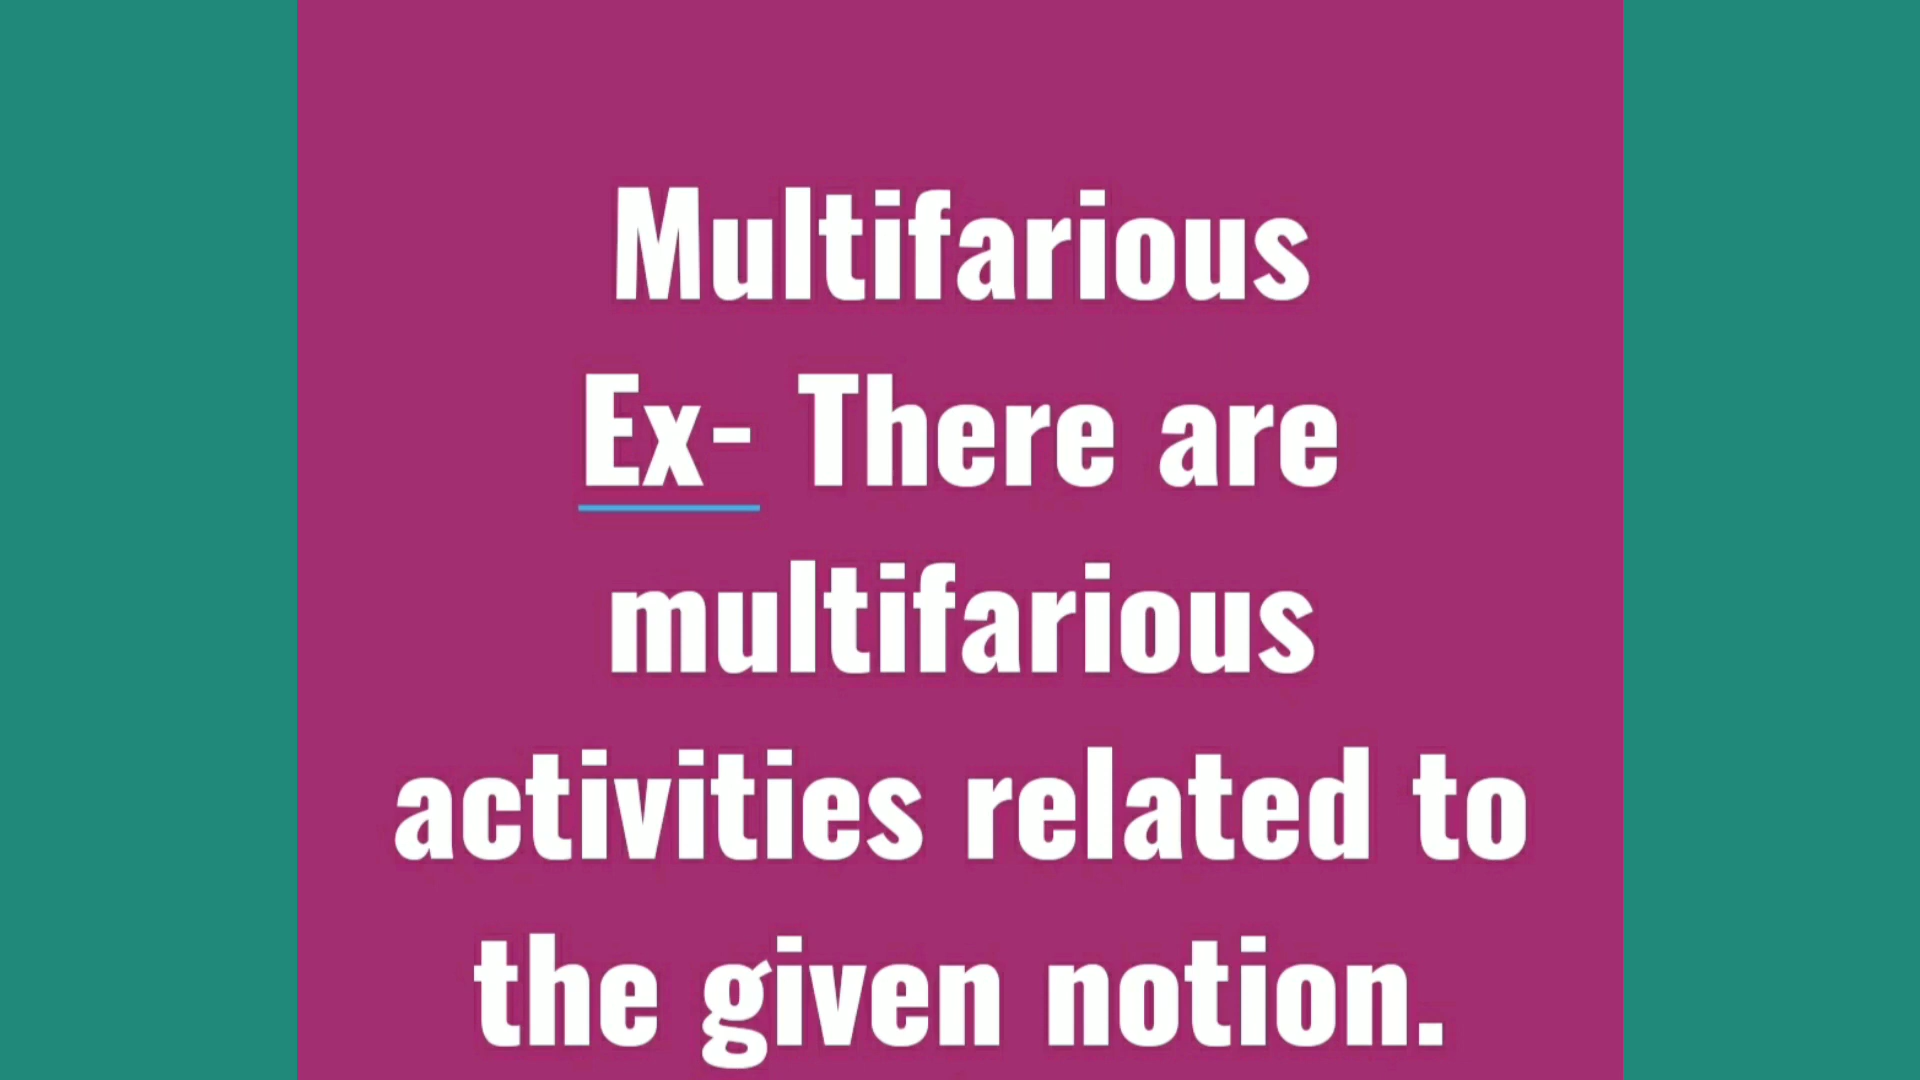 Multifarious
Ex- There are
multifarious
activities related to
the given notion.